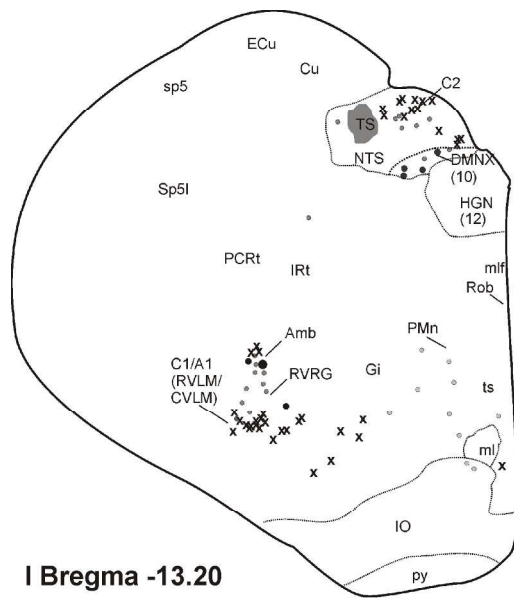 ECu
Cu
sp5
C2
TS
NTS
DMNX
(10)
Sp5I
HGN
(12)
PCRt
IRt
mlf
Rob
Amb
PMn
C1/A1
(RVLM/
CVLM)
RVRG
Gi
ts
ml
IO
py
I Bregma -13.20